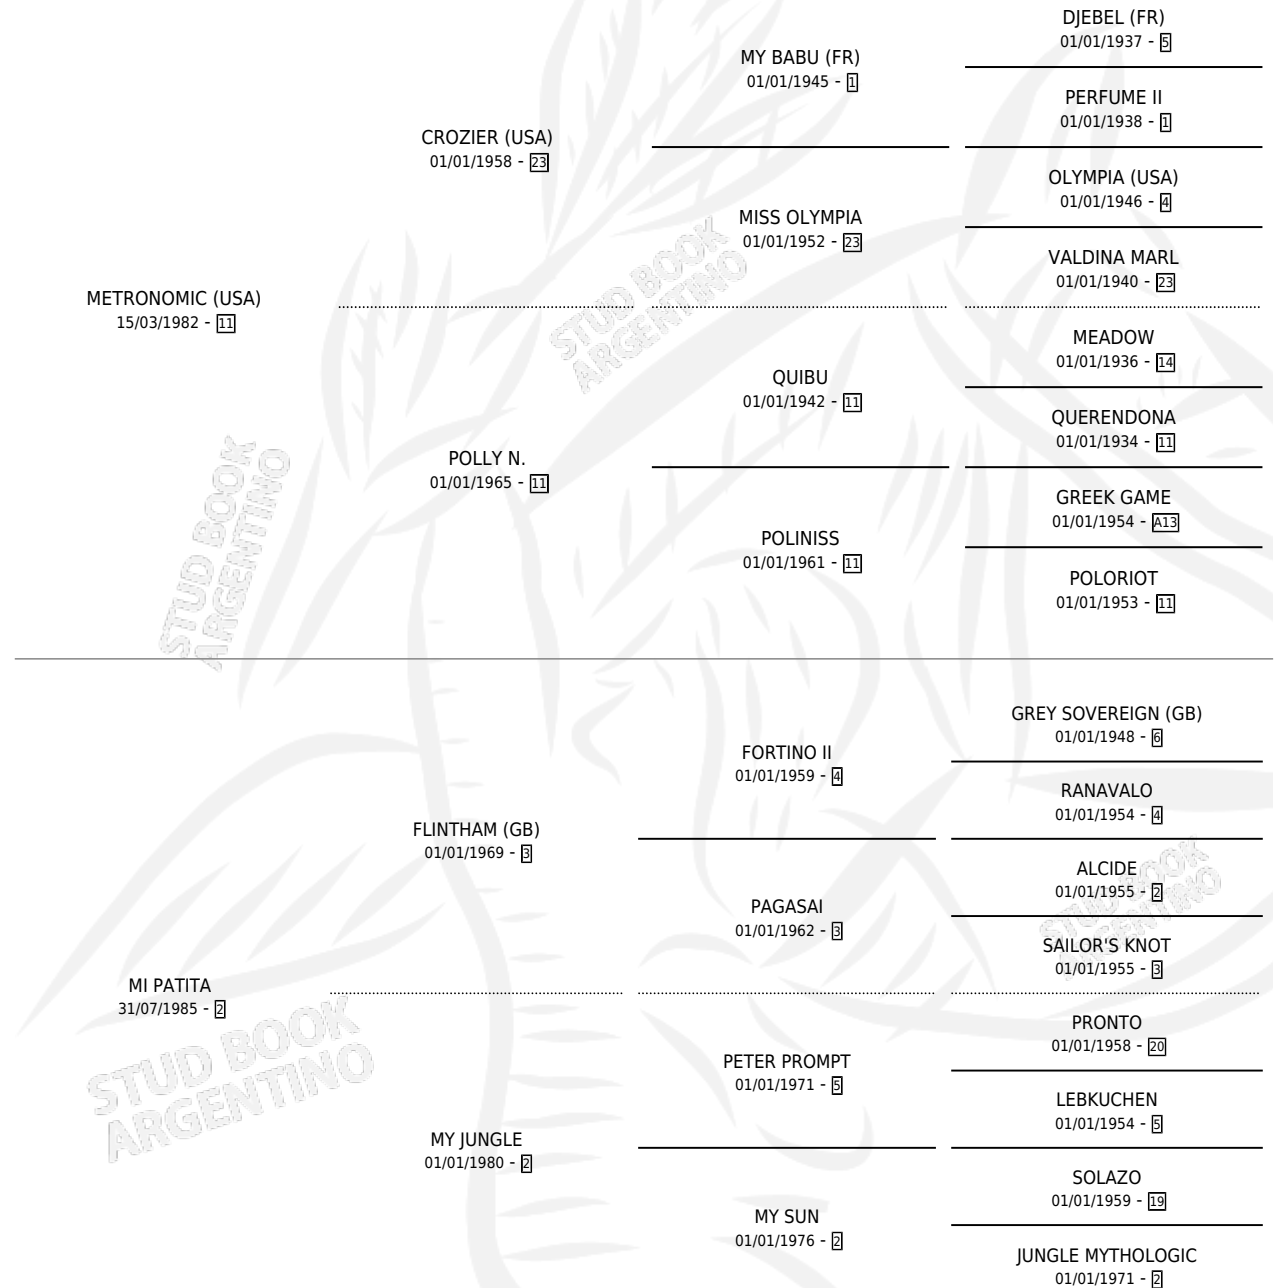 DJEBEL (FR)
01/01/1937 - 5
MY BABU (FR)
01/01/1945 - 1
PERFUME II
01/01/1938 - 1
CROZIER (USA)
01/01/1958 - 23
OLYMPIA (USA)
01/01/1946 - 4
MISS OLYMPIA
01/01/1952 - 23
VALDINA MARL
01/01/1940 - 23
METRONOMIC (USA)
15/03/1982 - 11
MEADOW
01/01/1936 - 14
QUIBU
01/01/1942 - 11
QUERENDONA
01/01/1934 - 11
POLLY N.
01/01/1965 - 11
GREEK GAME
01/01/1954 - A13
POLINISS
01/01/1961 - 11
POLORIOT
01/01/1953 - 11
GREY SOVEREIGN (GB)
01/01/1948 - 6
FORTINO II
01/01/1959 - 4
RANAVALO
01/01/1954 - 4
FLINTHAM (GB)
01/01/1969 - 3
ALCIDE
01/01/1955 - 2
PAGASAI
01/01/1962 - 3
SAILOR'S KNOT
01/01/1955 - 3
MI PATITA
31/07/1985 - 2
PRONTO
01/01/1958 - 20
PETER PROMPT
01/01/1971 - 5
LEBKUCHEN
01/01/1954 - 5
MY JUNGLE
01/01/1980 - 2
SOLAZO
01/01/1959 - 19
MY SUN
01/01/1976 - 2
JUNGLE MYTHOLOGIC
01/01/1971 - 2
STUD BOOK
ARGENTINO
STUD BOOK
ARGENTINO
STUD BOOK
ARGENTINO
STUD BOOK
ARGENTINO